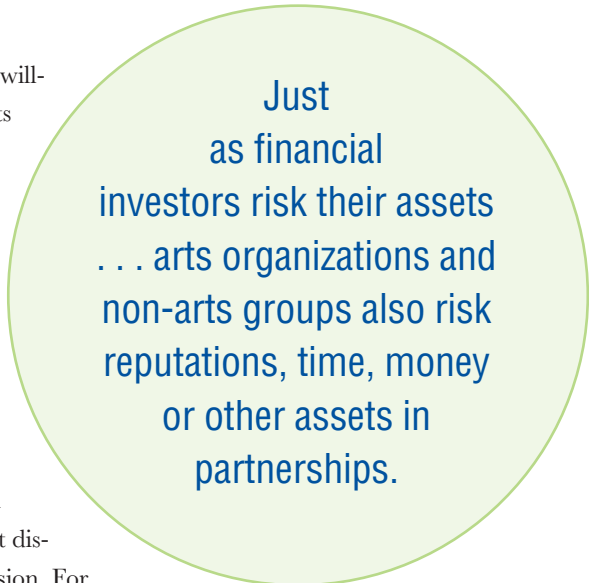 will-
ts
Just
as financial
investors risk their assets
. . . arts organizations and
non-arts groups also risk
reputations, time, money
or other assets in
partnerships.
t dis-
sion. For